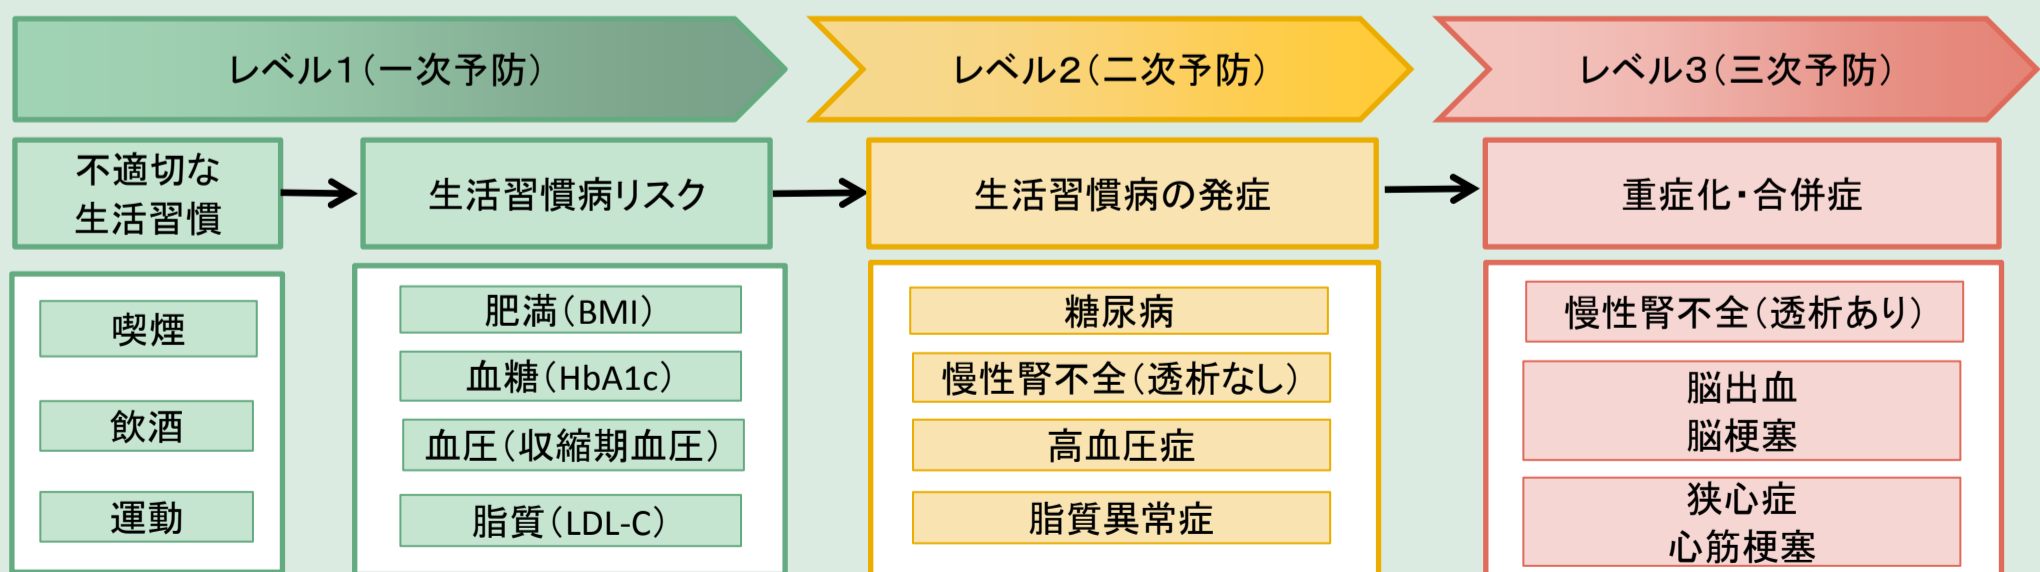 レベル１（一次予防）
レベル２（二次予防）
レベル３（三次予防）
不適切な
生活習慣
生活習慣病リスク
生活習慣病の発症
重症化・合併症
喫煙
飲酒
運動
肥満（BMI）
血糖（HbA1c）
血圧（収縮期血圧）
脂質（LDL-C）
糖尿病
慢性腎不全（透析なし）
高血圧症
脂質異常症
慢性腎不全（透析あり）
脳出血
脳梗塞
狭心症
心筋梗塞